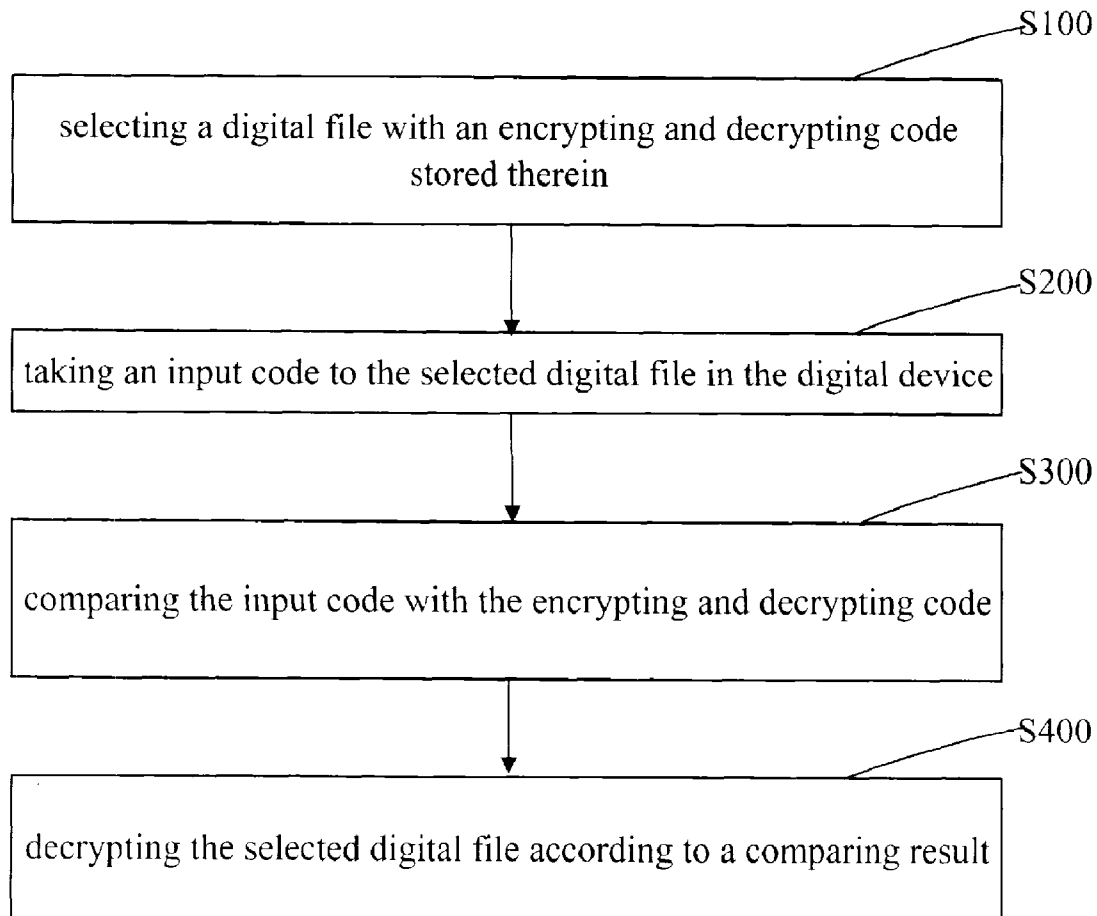 S100
selecting a digital file with an encrypting and decrypting code
stored therein
S200
taking an input code to the selected digital file in the digital device
S300
comparing the input code with the encrypting and decrypting code
S400
decrypting the selected digital file according to a comparing result